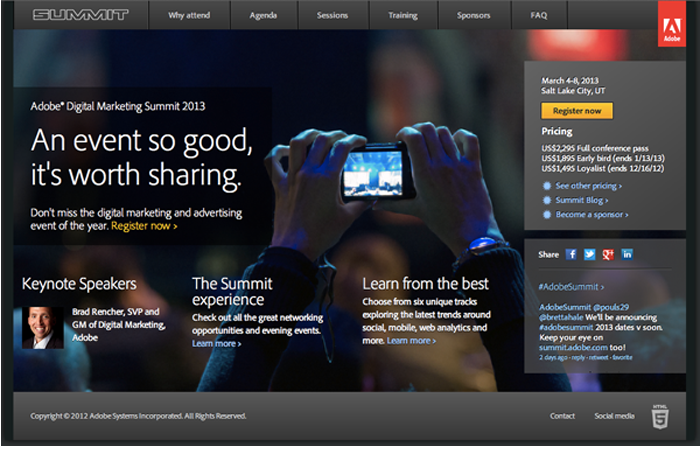 SUMMIT
Why attend
Agenda
Sessions
Training
Sponsors
FAQ
Adobe
Adobe® Digital Marketing Summit 2013
An event so good,
it's worth sharing.
Don't miss the digital marketing and advertising
event of the year. Register now ›
March 4-8, 2013
Salt Lake City, UT
Register now
Pricing
US$2,295 Full conference pass
US$1,895 Early bird (ends 1/13/13)
US$1,495 Loyalist (ends 12/16/12)
See other pricing ›
Summit Blog ›
Become a sponsor ›
Share
#AdobeSummit ›
AdobeSummit @pouls29
@brettahale We'll be announcing
#adobesummit 2013 dates v soon.
Keep your eye on
summit.adobe.com too!
2 days ago · reply · retweet · favorite
Keynote Speakers
Brad Rencher, SVP and
GM of Digital Marketing,
Adobe
The Summit
experience
Check out all the great networking
opportunities and evening events.
Learn more ›
Learn from the best
Choose from six unique tracks
exploring the latest trends around
social, mobile, web analytics and
more. Learn more ›
Copyright © 2012 Adobe Systems Incorporated. All Rights Reserved.
Contact
Social media
HTML
5